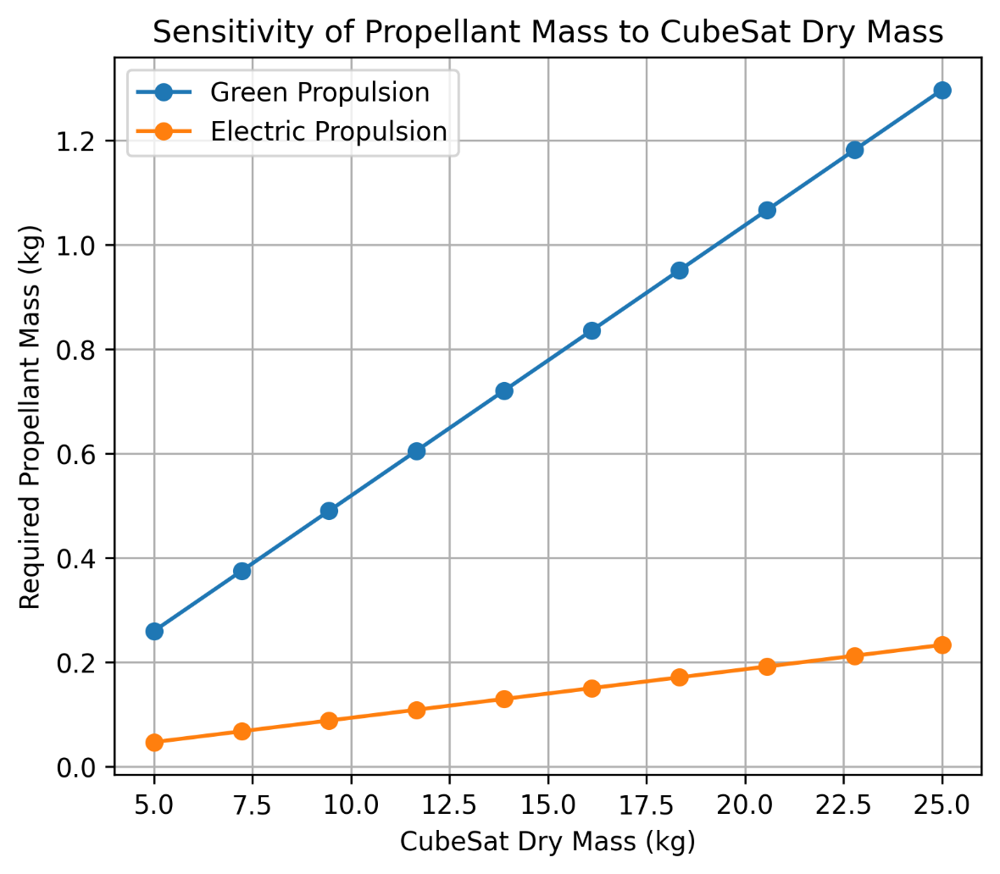 Sensitivity of Propellant Mass to CubeSat Dry Mass
Green Propulsion
Electric Propulsion
Required Propellant Mass (kg)
1.2
1.0
0.8
0.6
0.4
0.2
0.0
5.0 7.5 10.0 12.5 15.0 17.5 20.0 22.5 25.0
CubeSat Dry Mass (kg)